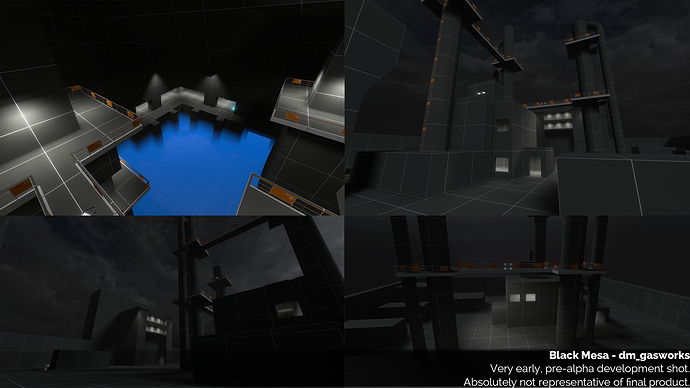 Black Mesa - dm_gasworks
Very early, pre-alpha development shot.
Absolutely not representative of final product.